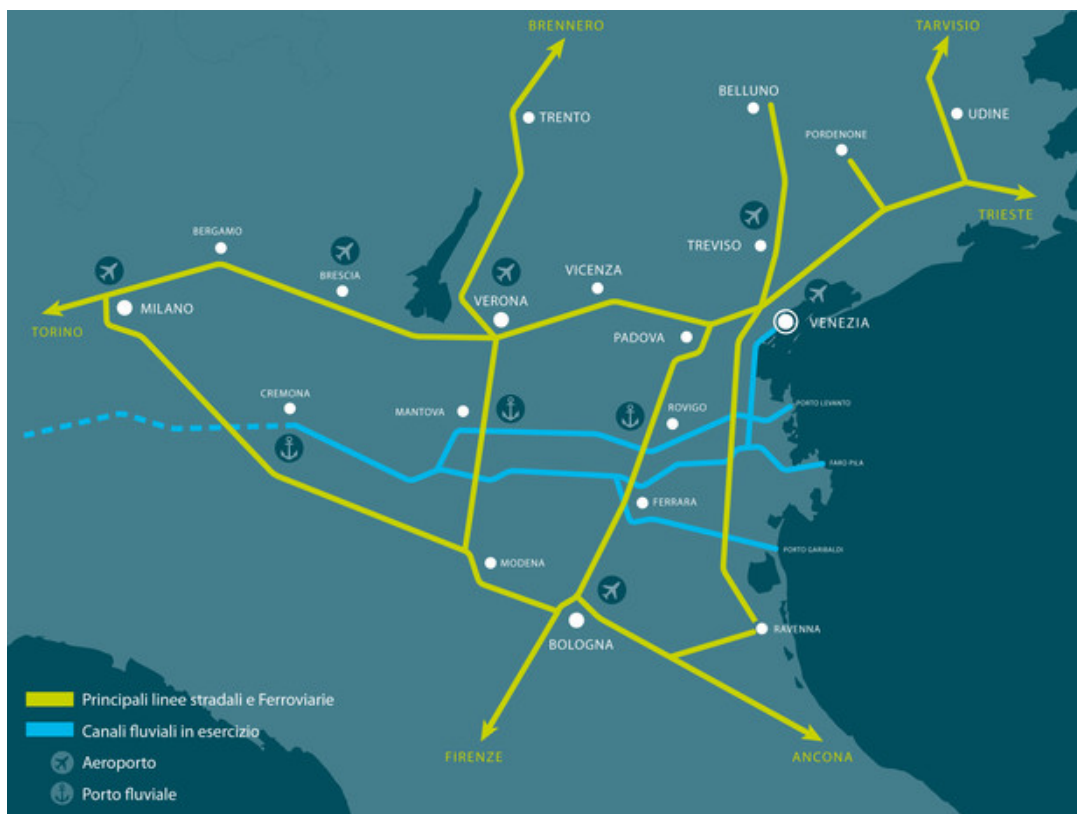 BRENNERO
TARVISIO
BELLUNO
TRENTO
UDINE
PORDENONE
TRIESTE
BERGAMO
TREVISO
BRESCIA
VICENZA
VERONA
MILANO
TORINO
VENEZIA
PADOVA
CREMONA
MANTOVA
ROVIGO
PORTO LEVANTO
FARO PILA
FERRARA
PORTO GARIBALDI
MODENA
RAVENNA
BOLOGNA
Principali linee stradali e Ferroviarie
Canali fluviali in esercizio
FIRENZE
ANCONA
Aeroporto
Porto fluviale